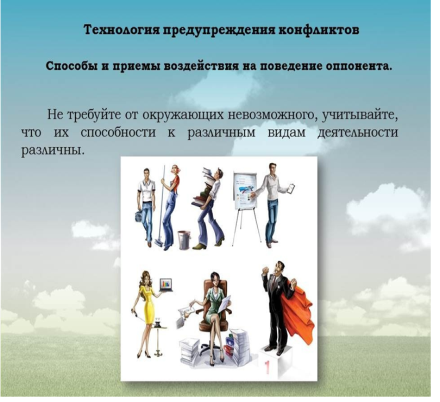 Технология предупреждения конфликтов
Способы и приемы воздействия на поведение оппонента.
Не требуйте от окружающих невозможного, учитывайте,
что их способности к различным видам деятельности
различны.